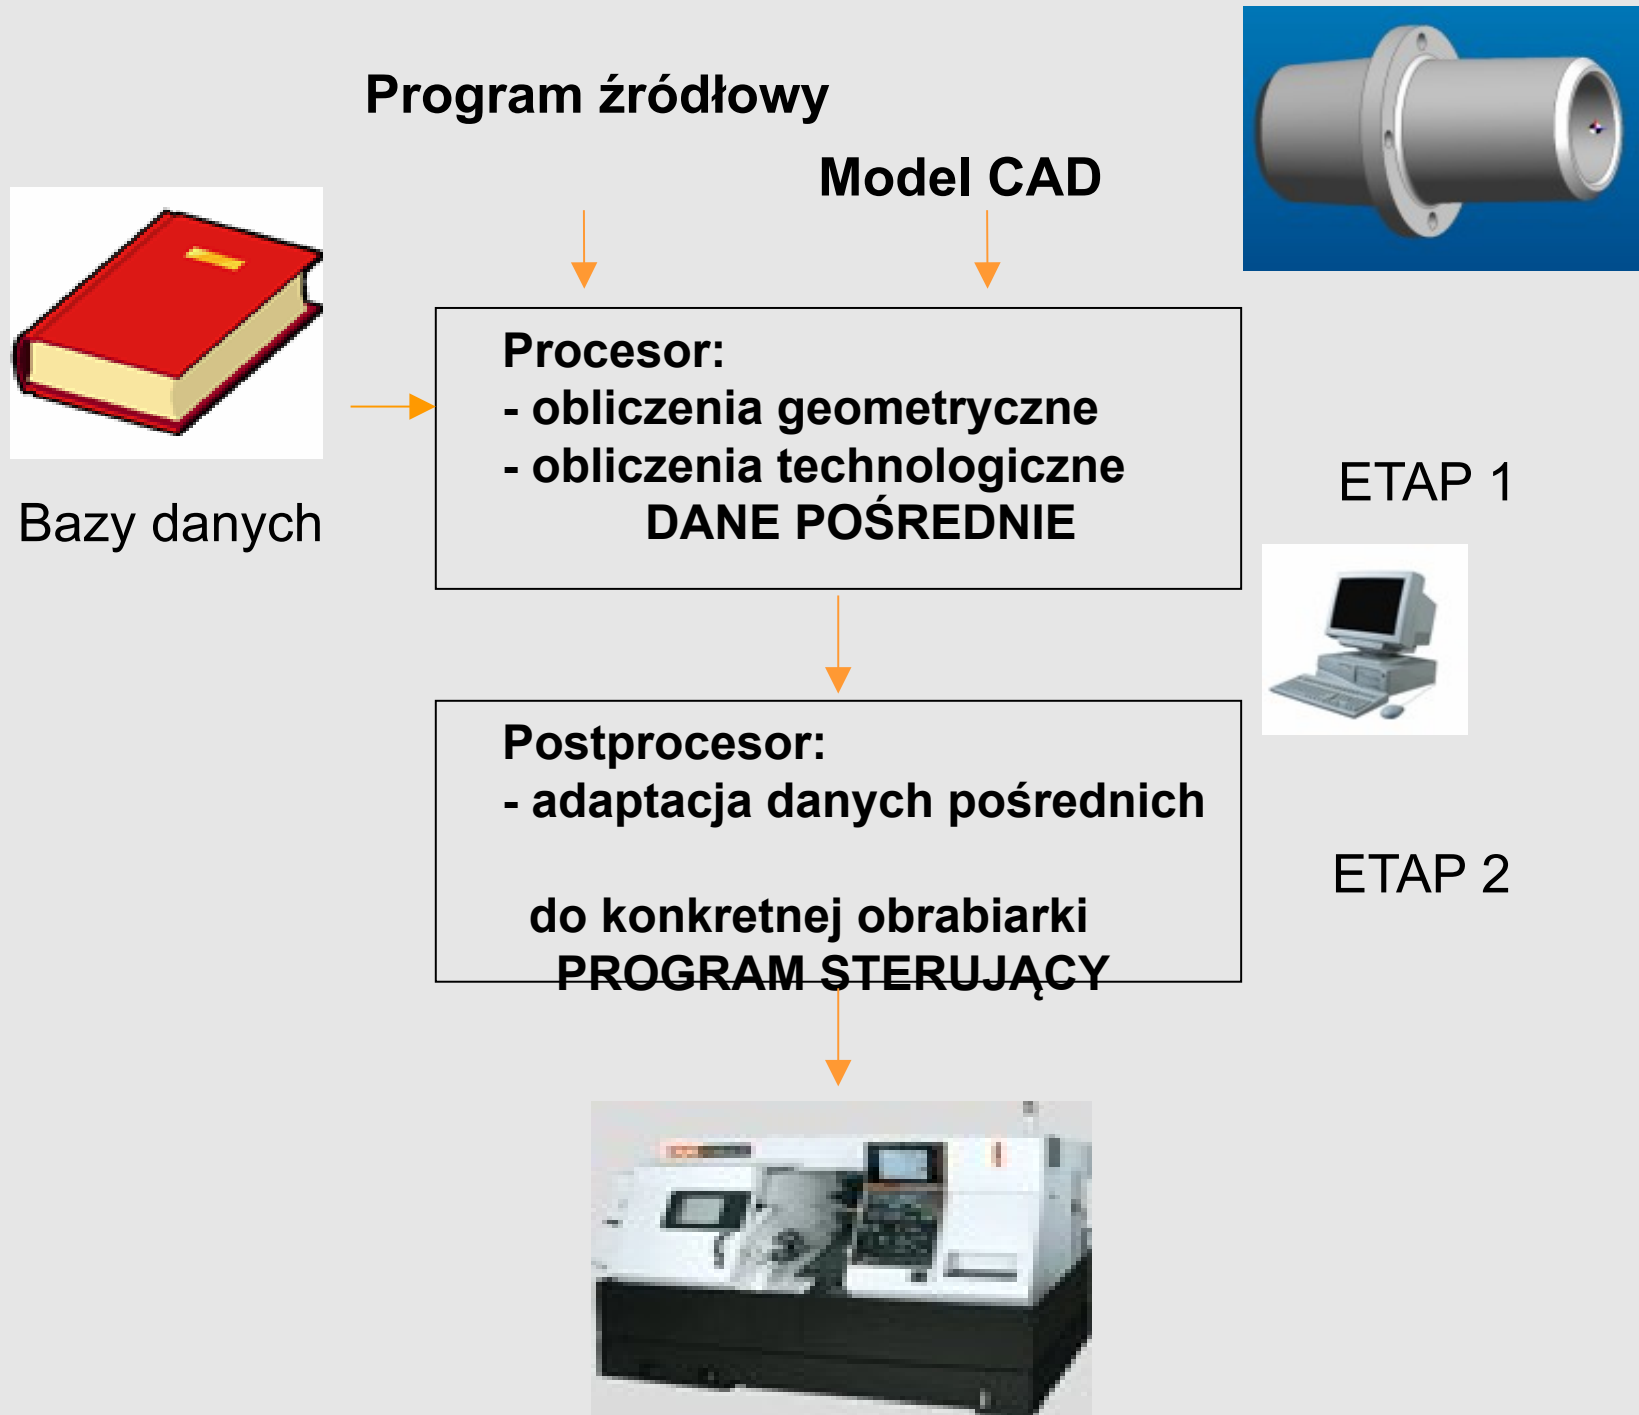 Program źródłowy
Model CAD
Bazy danych
Procesor:
- obliczenia geometryczne
- obliczenia technologiczne
DANE POŚREDNIE
ETAP 1
Postprocesor:
- adaptacja danych pośrednich
do konkretnej obrabiarki
PROGRAM STERUJĄCY
ETAP 2